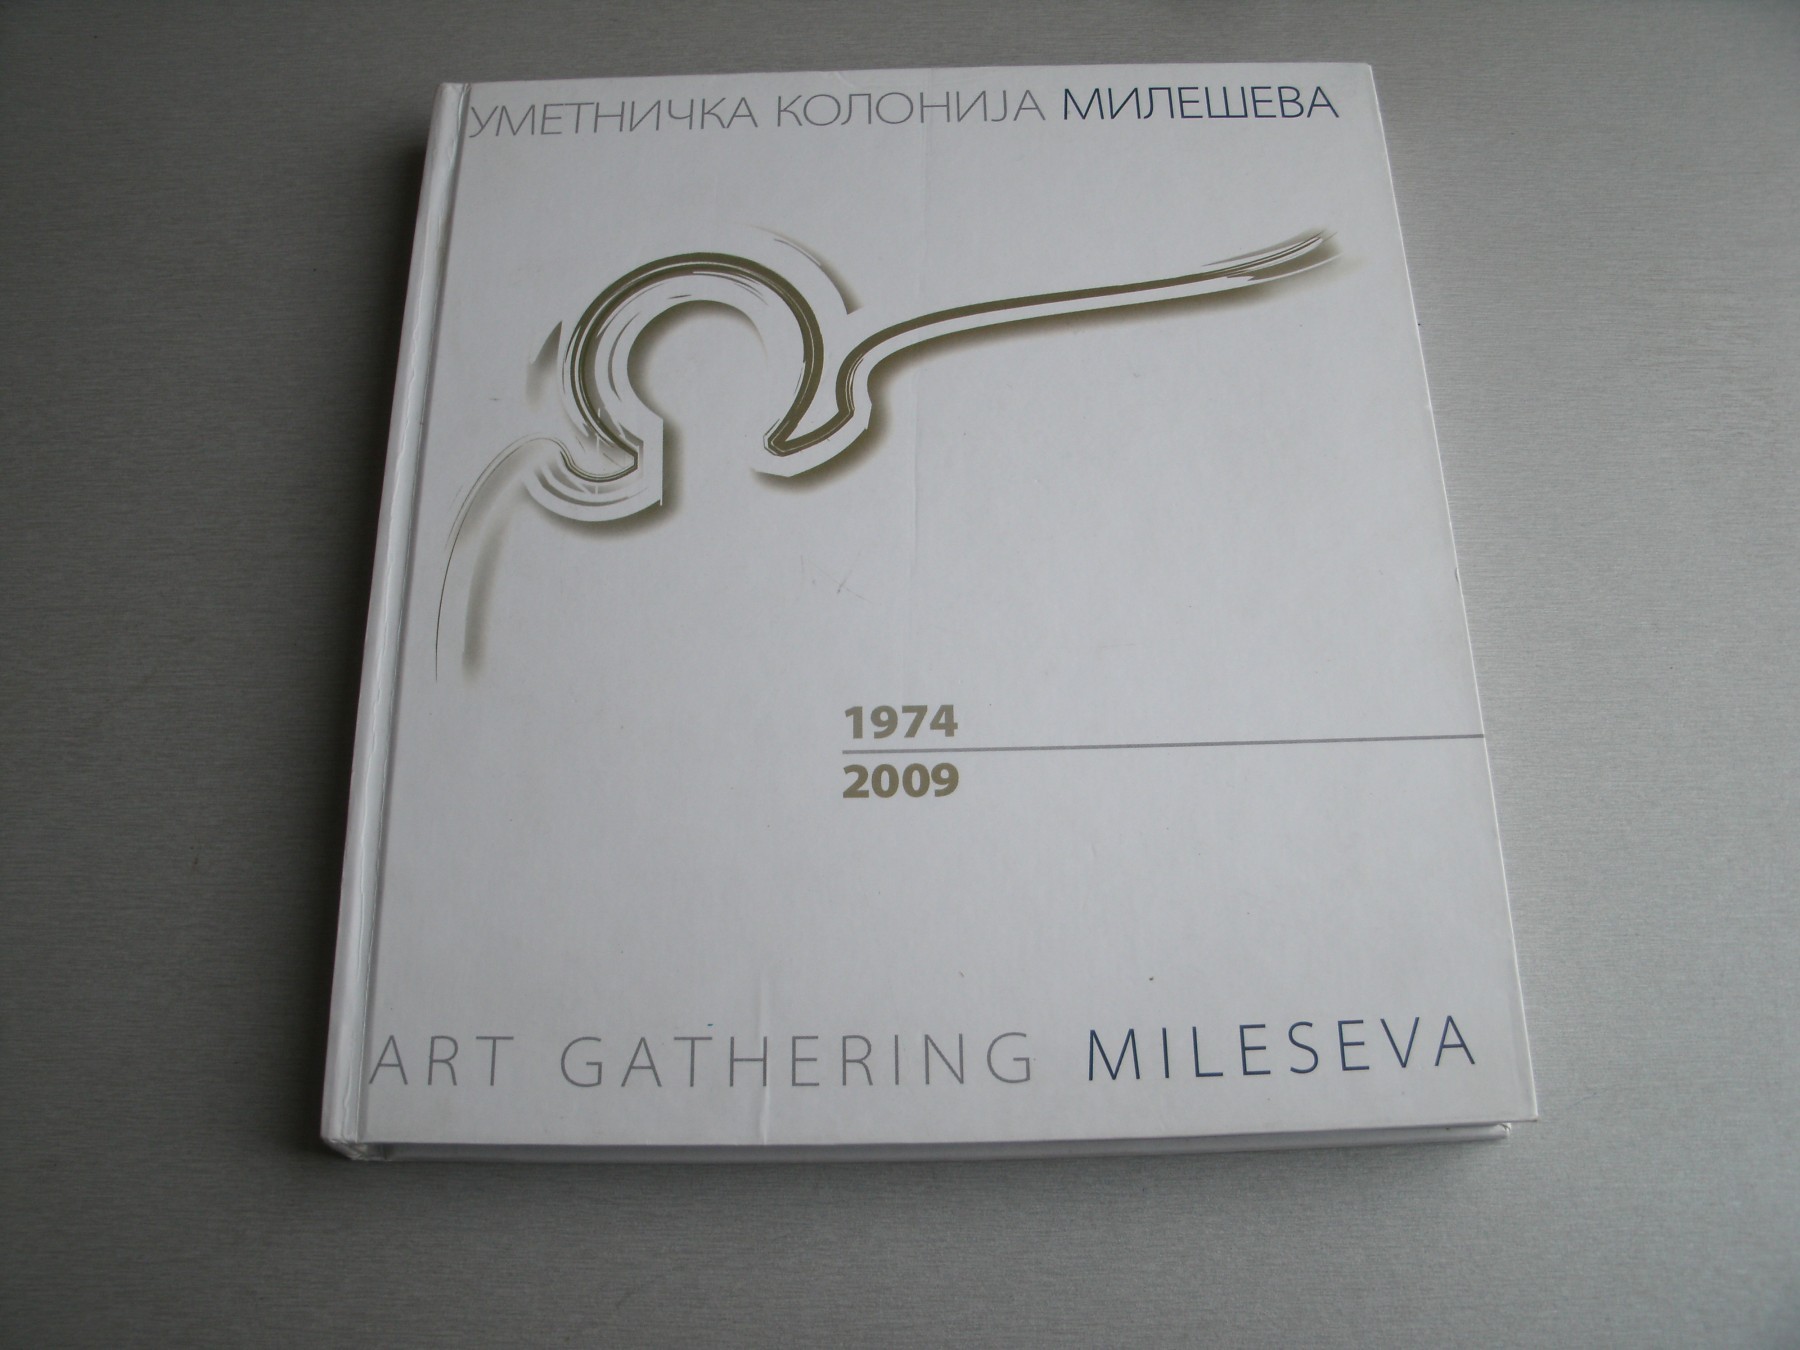 УМЕТНИЧКА КОЛОНИЈА МИЛЕШЕВА
1974
2009
ART GATHERING MILESEVA